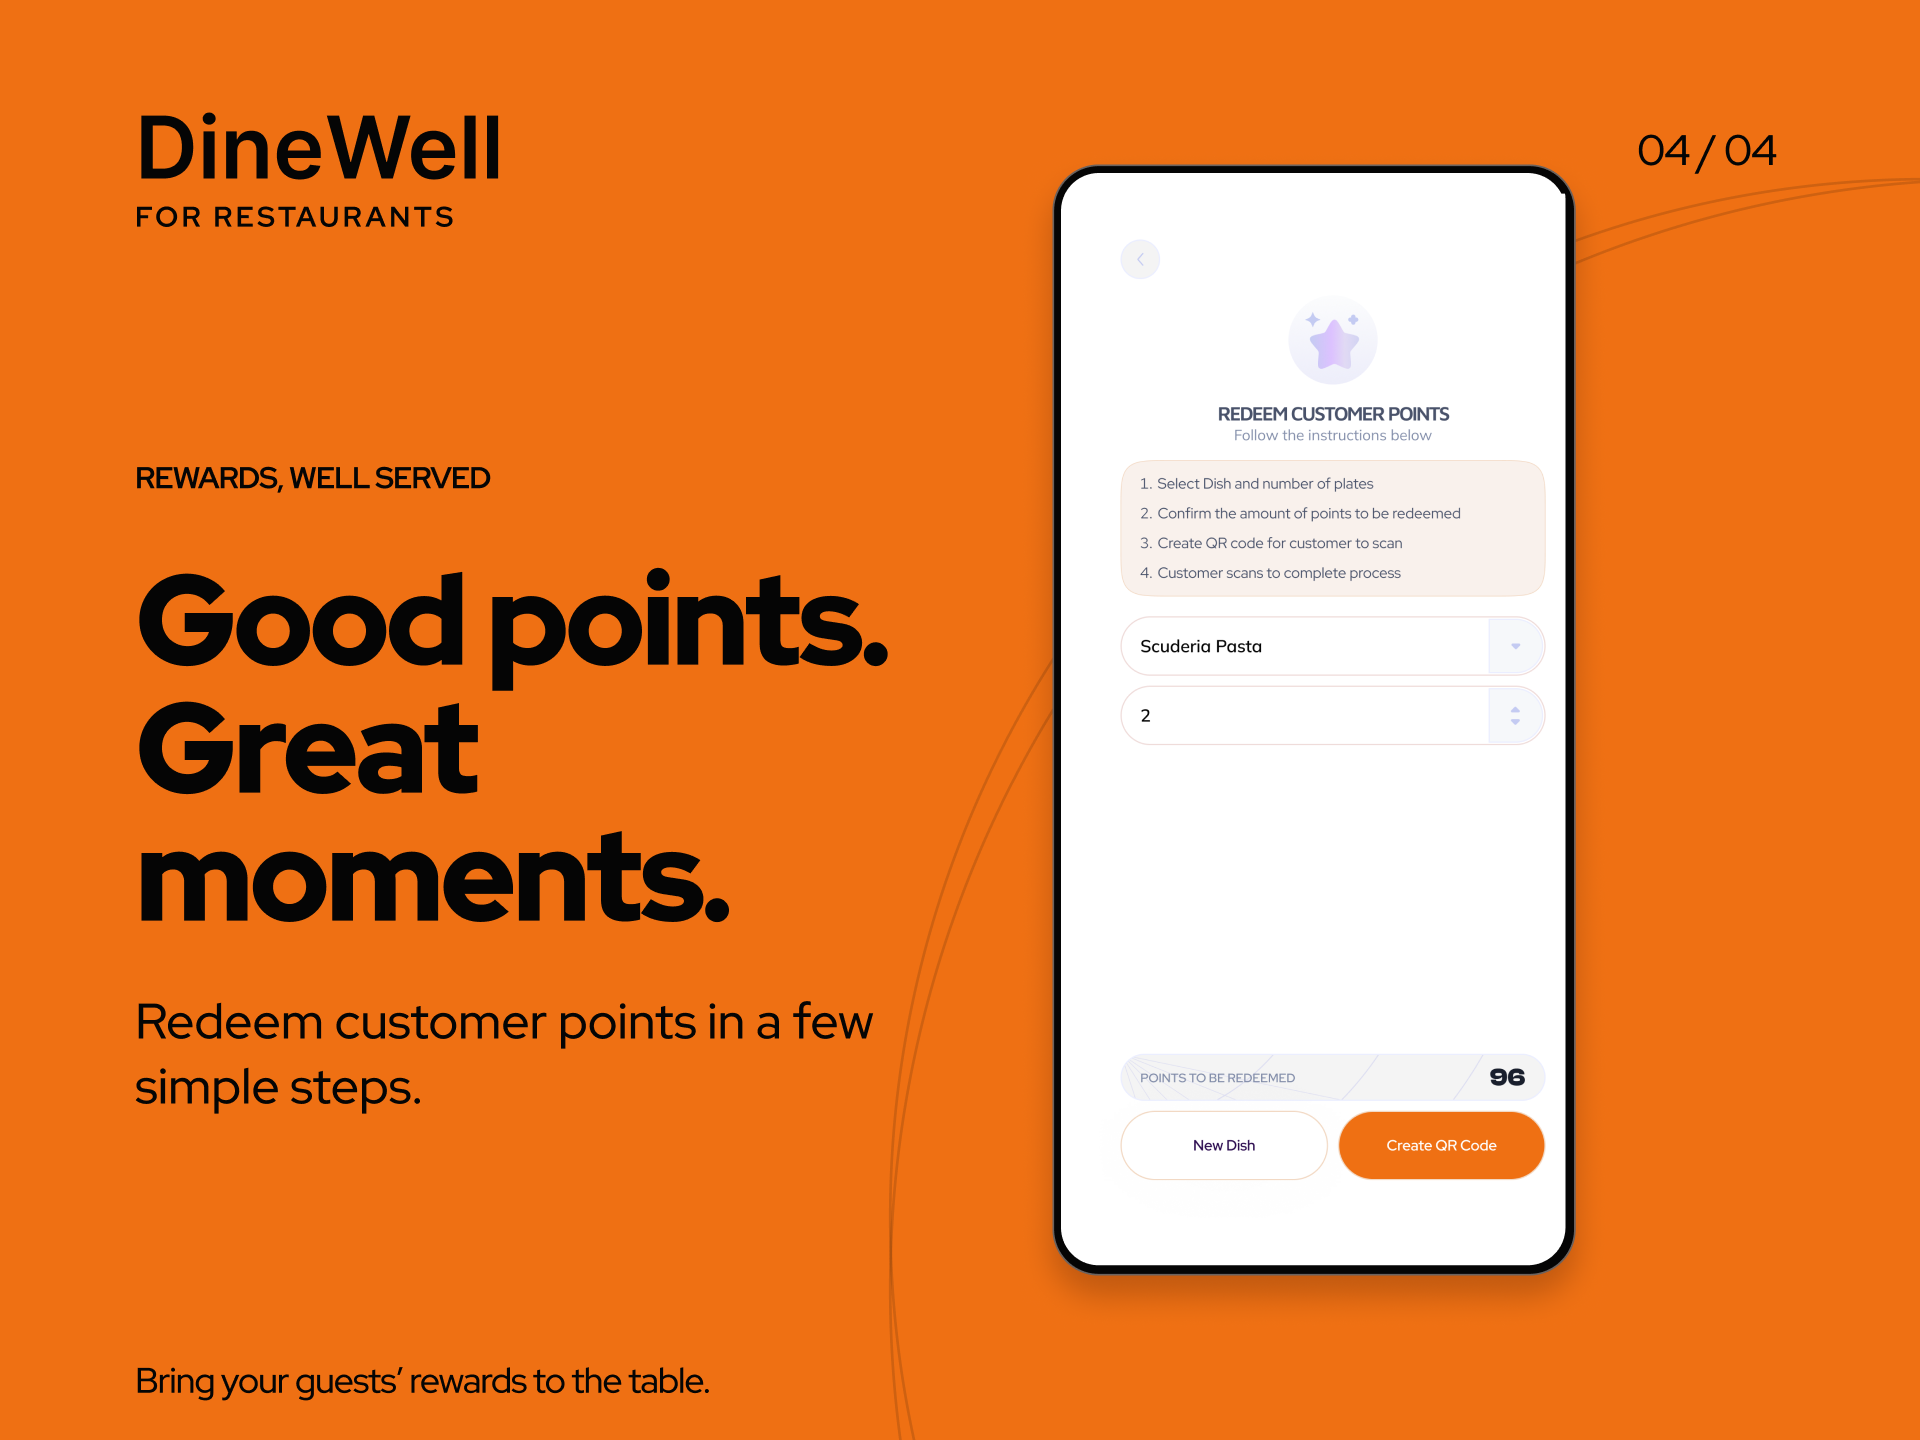 DineWell
FOR RESTAURANTS
04 / 04
REWARDS, WELL SERVED
Good points.
Great
moments.
Redeem customer points in a few
simple steps.
Bring your guests’ rewards to the table.
REDEEM CUSTOMER POINTS
Follow the instructions below
1. Select Dish and number of plates
2. Confirm the amount of points to be redeemed
3. Create QR code for customer to scan
4. Customer scans to complete process
Scuderia Pasta
2
POINTS TO BE REDEEMED 96
New Dish
Create QR Code